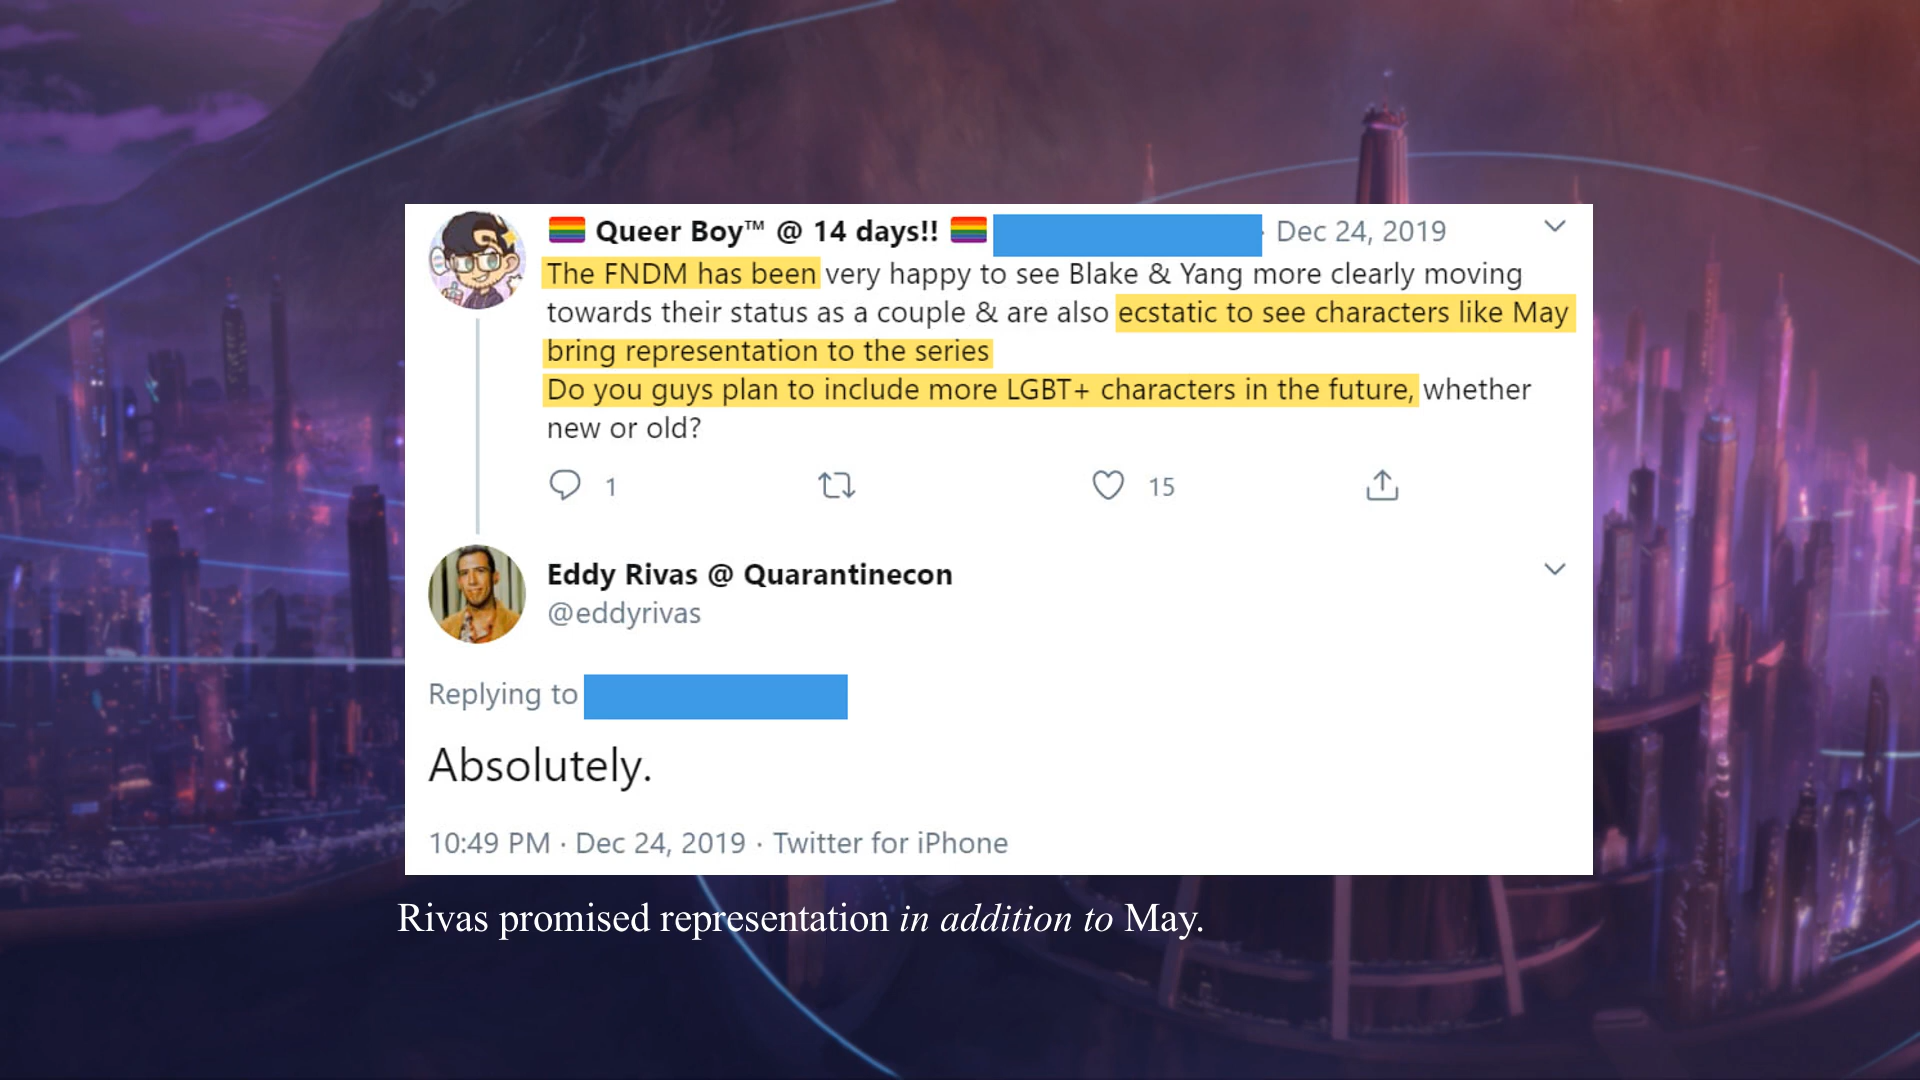 🏳️‍🌈 Queer Boy™ @ 14 days!! 🏳️‍🌈 · Dec 24, 2019
The FNDM has been very happy to see Blake & Yang more clearly moving
towards their status as a couple & are also ecstatic to see characters like May
bring representation to the series
Do you guys plan to include more LGBT+ characters in the future, whether
new or old?
1 15
Eddy Rivas @ Quarantinecon
@eddyrivas
Replying to
Absolutely.
10:49 PM · Dec 24, 2019 · Twitter for iPhone
Rivas promised representation in addition to May.